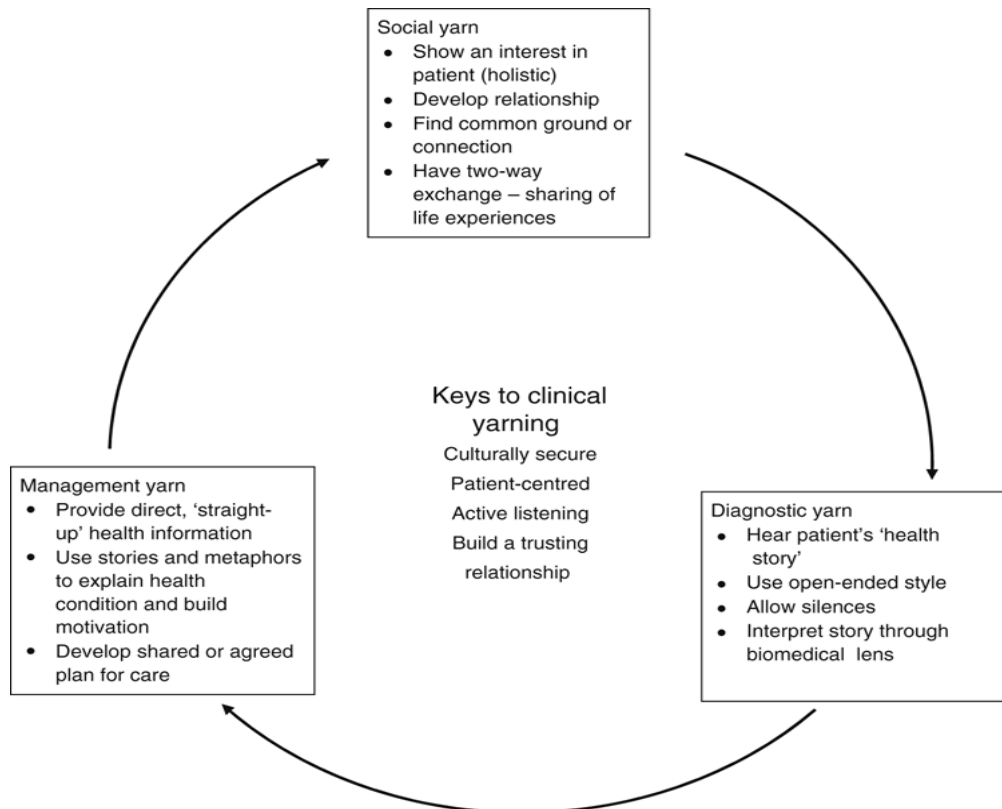 Social yarn
• Show an interest in
patient (holistic)
• Develop relationship
• Find common ground or
connection
• Have two-way
exchange – sharing of
life experiences
Keys to clinical
yarning
Culturally secure
Patient-centred
Active listening
Build a trusting
relationship
Management yarn
• Provide direct, ‘straight-
up’ health information
• Use stories and metaphors
to explain health
condition and build
motivation
• Develop shared or agreed
plan for care
Diagnostic yarn
• Hear patient’s ‘health
story’
• Use open-ended style
• Allow silences
• Interpret story through
biomedical lens